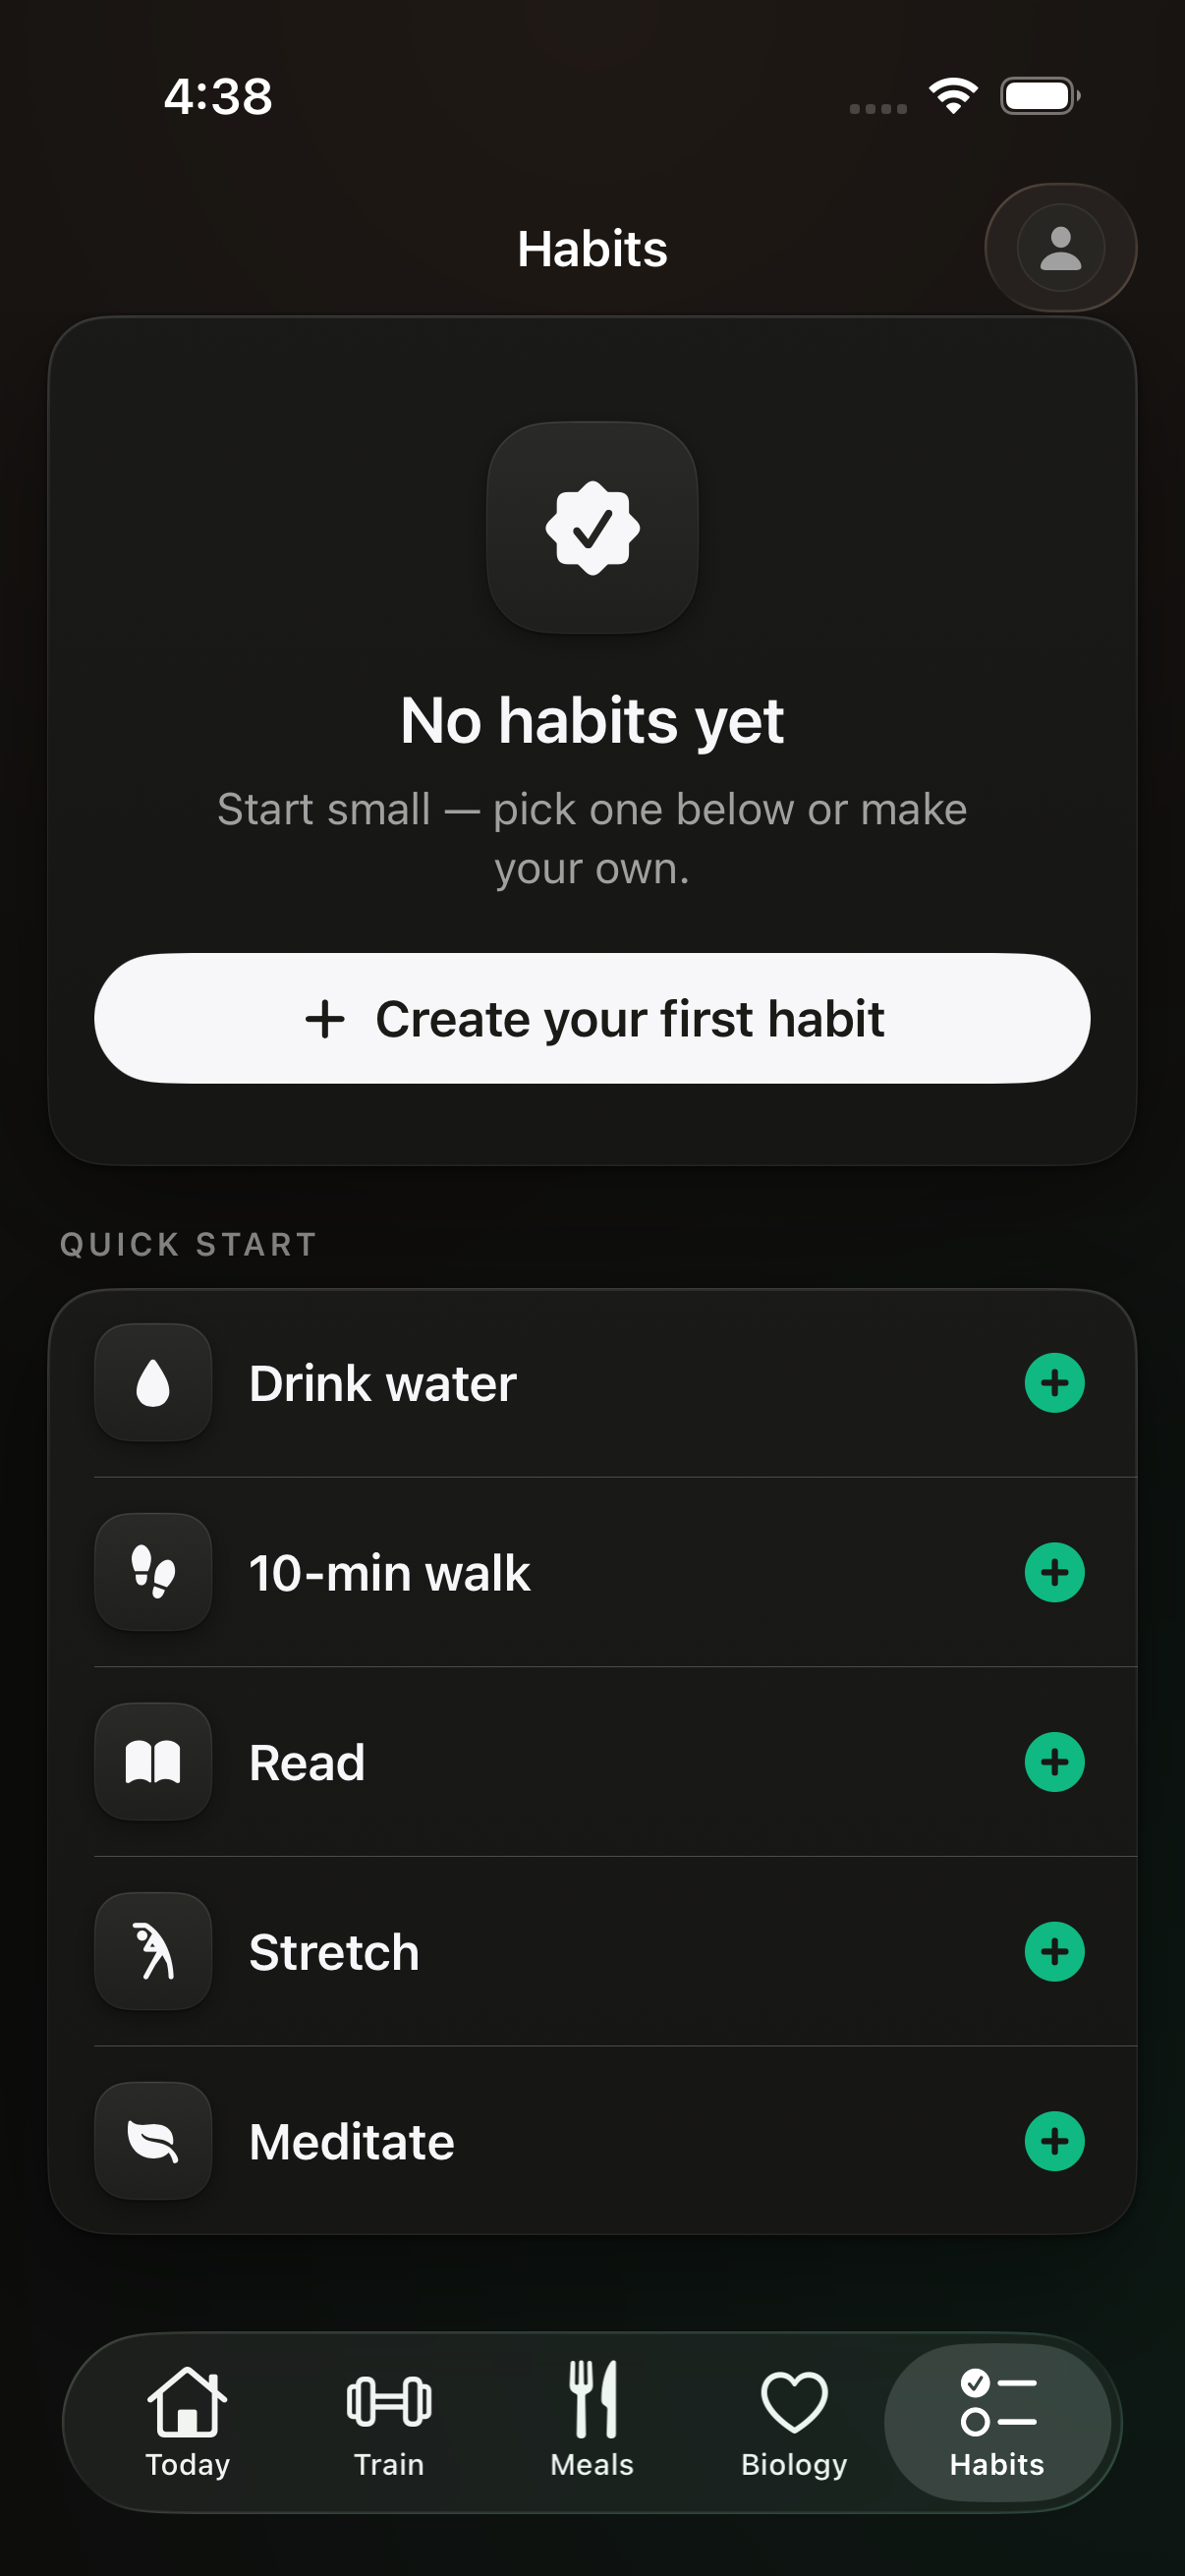 4:38
Habits
No habits yet
Start small — pick one below or make
your own.
Create your first habit
QUICK START
Drink water
10-min walk
Read
Stretch
Meditate
Today
Train
Meals
Biology
Habits